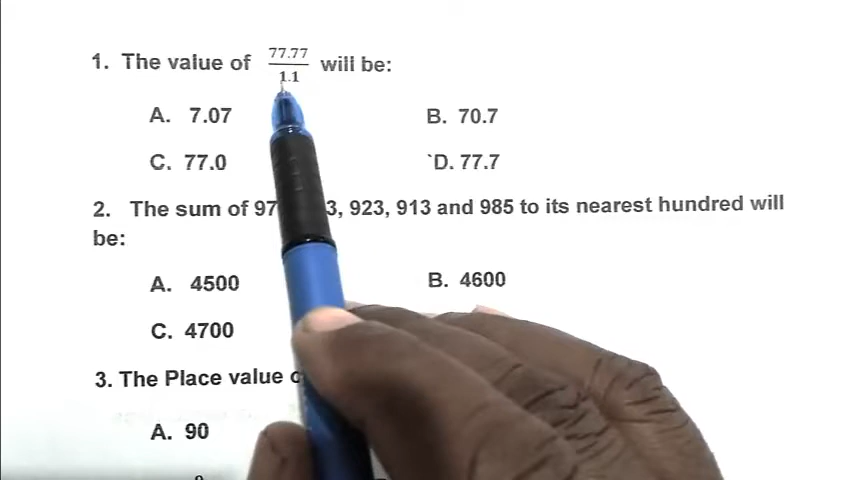 1. The value of 77.77/1.1 will be:
A. 7.07 B. 70.7
C. 77.0 `D. 77.7
2. The sum of 97 3, 923, 913 and 985 to its nearest hundred will
be:
A. 4500 B. 4600
C. 4700
3. The Place value
A. 90